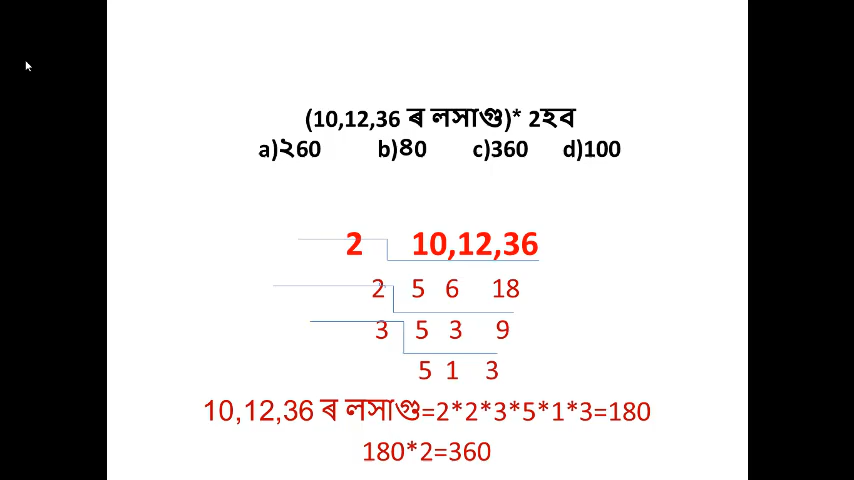 (10,12,36 ৰ লসাগু)* 2হব
a)২60 b)৪0 c)360 d)100
2 10,12,36
2 5 6 18
3 5 3 9
5 1 3
10,12,36 ৰ লসাগু=2*2*3*5*1*3=180
180*2=360